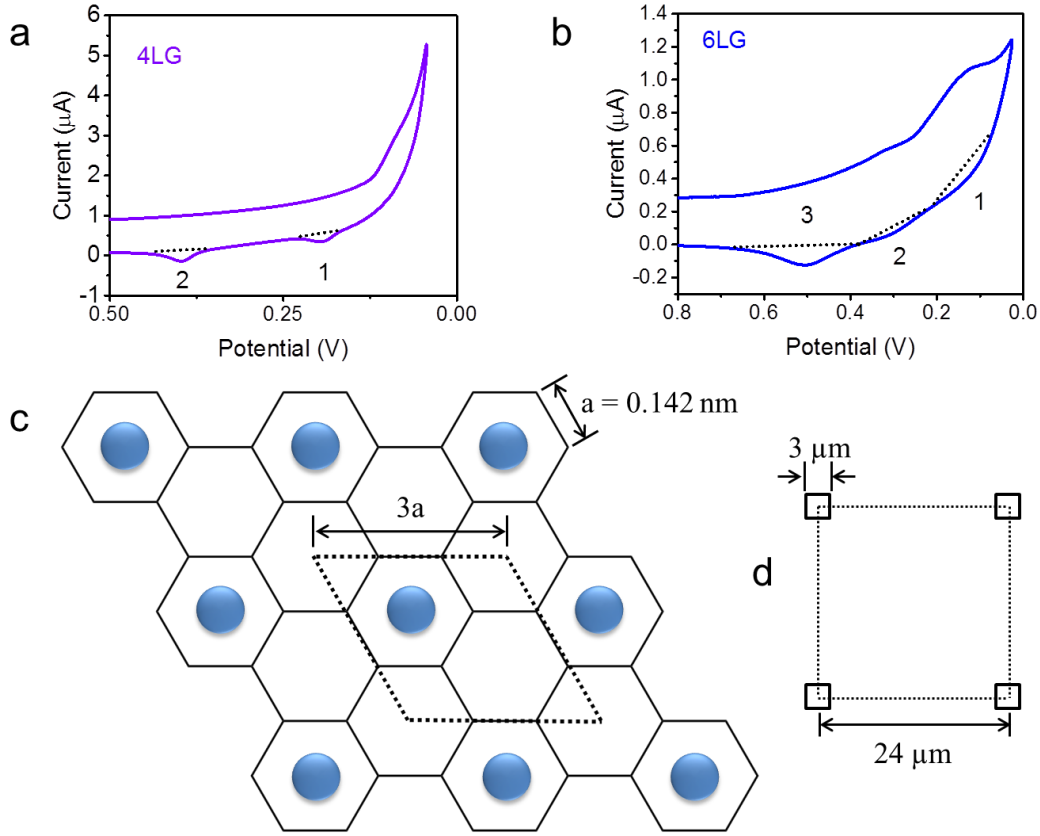 a
4LG
6
5
4
3
2
1
0
-1
Current (μA)
2
1
0.50
0.25
0.00
Potential (V)
b
6LG
1.4
1.2
1.0
0.8
0.6
0.4
0.2
0.0
-0.2
Current (μA)
3
2
1
0.8
0.6
0.4
0.2
0.0
Potential (V)
c
a = 0.142 nm
3a
d
3 µm
24 µm